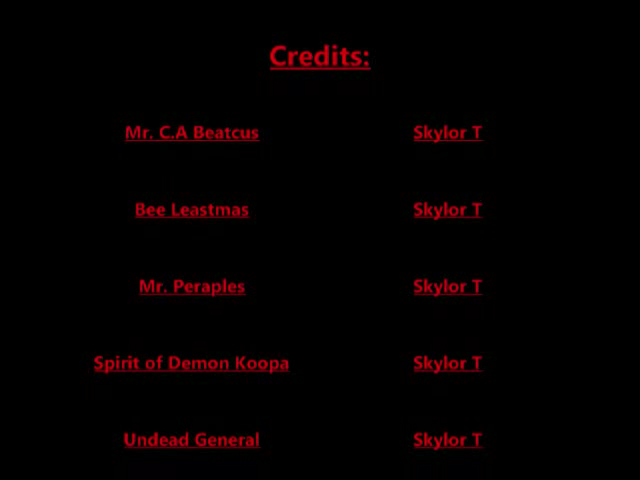 Credits:
Mr. C.A Beatcus Skylor T
Bee Leastmas Skylor T
Mr. Peraples Skylor T
Spirit of Demon Koopa Skylor T
Undead General Skylor T